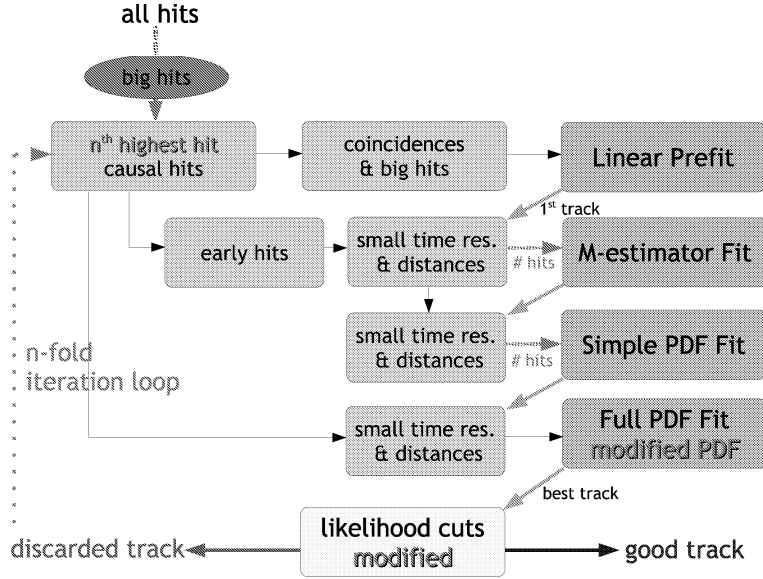 all hits
big hits
nth highest hit
causal hits
coincidences
& big hits
Linear Prefit
1st track
early hits
small time res.
& distances
# hits
M-estimator Fit
small time res.
& distances
# hits
Simple PDF Fit
n-fold
iteration loop
small time res.
& distances
Full PDF Fit
modified PDF
best track
likelihood cuts
modified
discarded track
good track